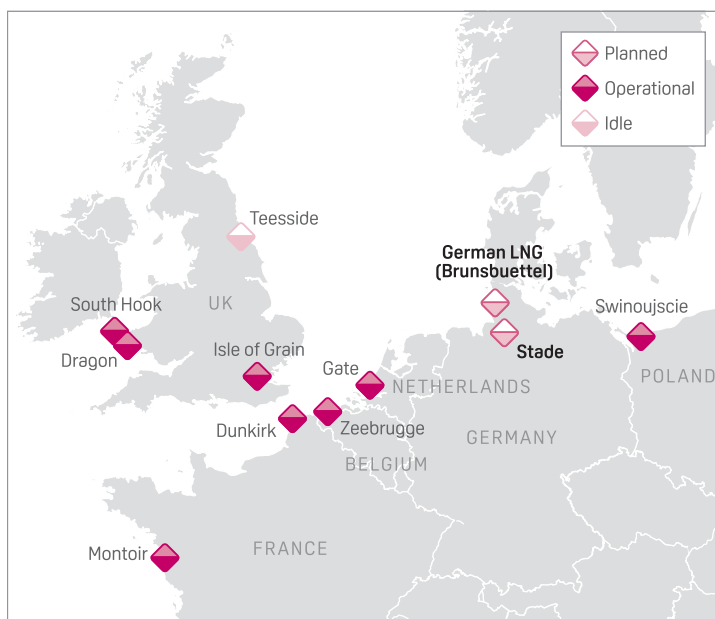 Planned
Operational
Idle
Teesside
German LNG
(Brunsbuettel)
South Hook
UK
Swinoujscie
Dragon
Isle of Grain
Stade
Gate
NETHERLANDS
POLAND
Dunkirk
Zeebrugge
GERMANY
BELGIUM
FRANCE
Montoir